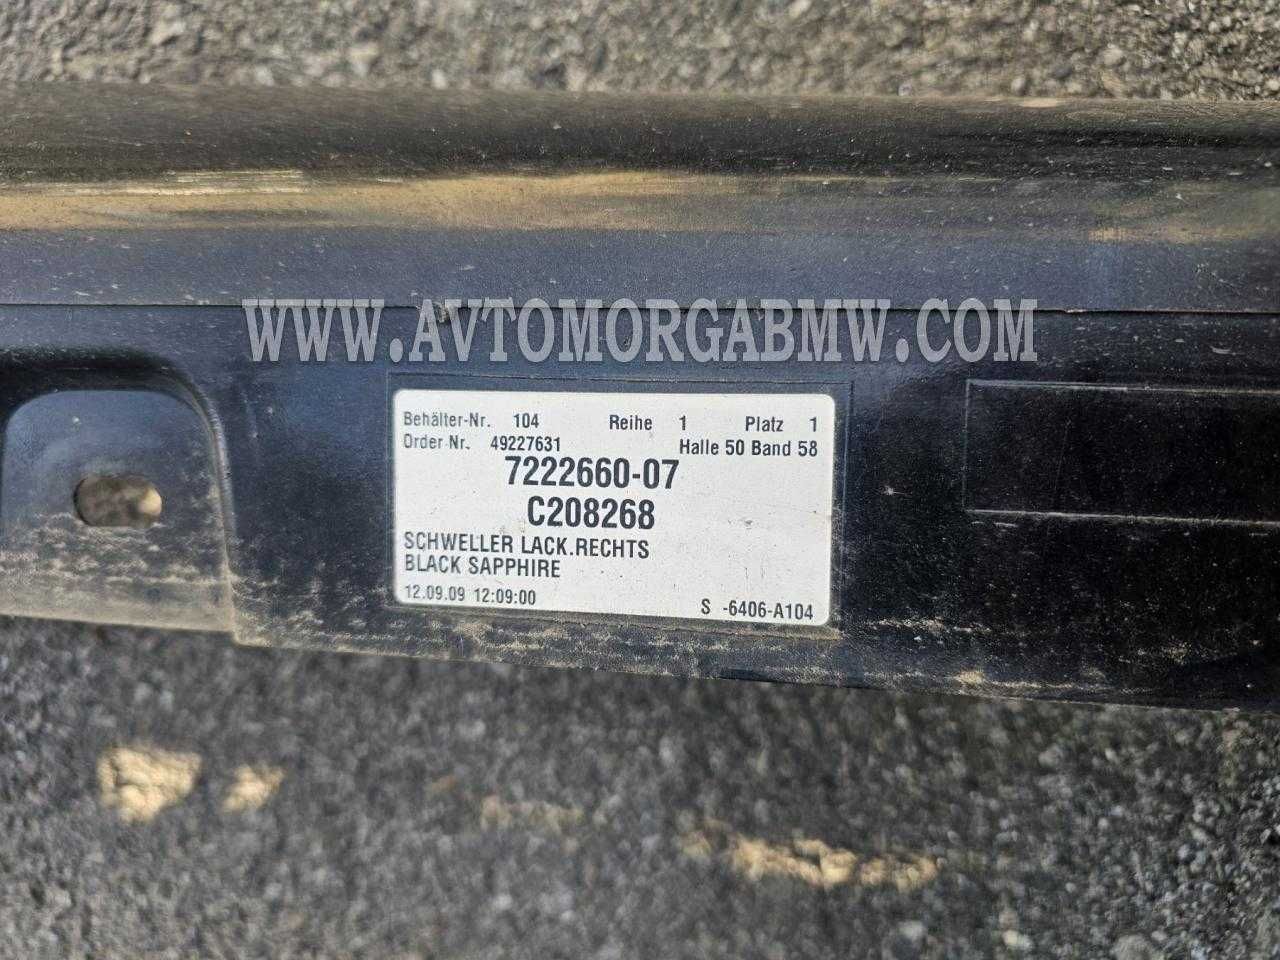 WWW.AVTOMORGABMW.COM
Behälter-Nr. 104 Reihe 1 Platz 1
Order Nr. 49227631 Halle 50 Band 58
7222660-07
C208268
SCHWELLER LACK.RECHTS
BLACK SAPPHIRE
12.09.09 12:09:00 S -6406-A104